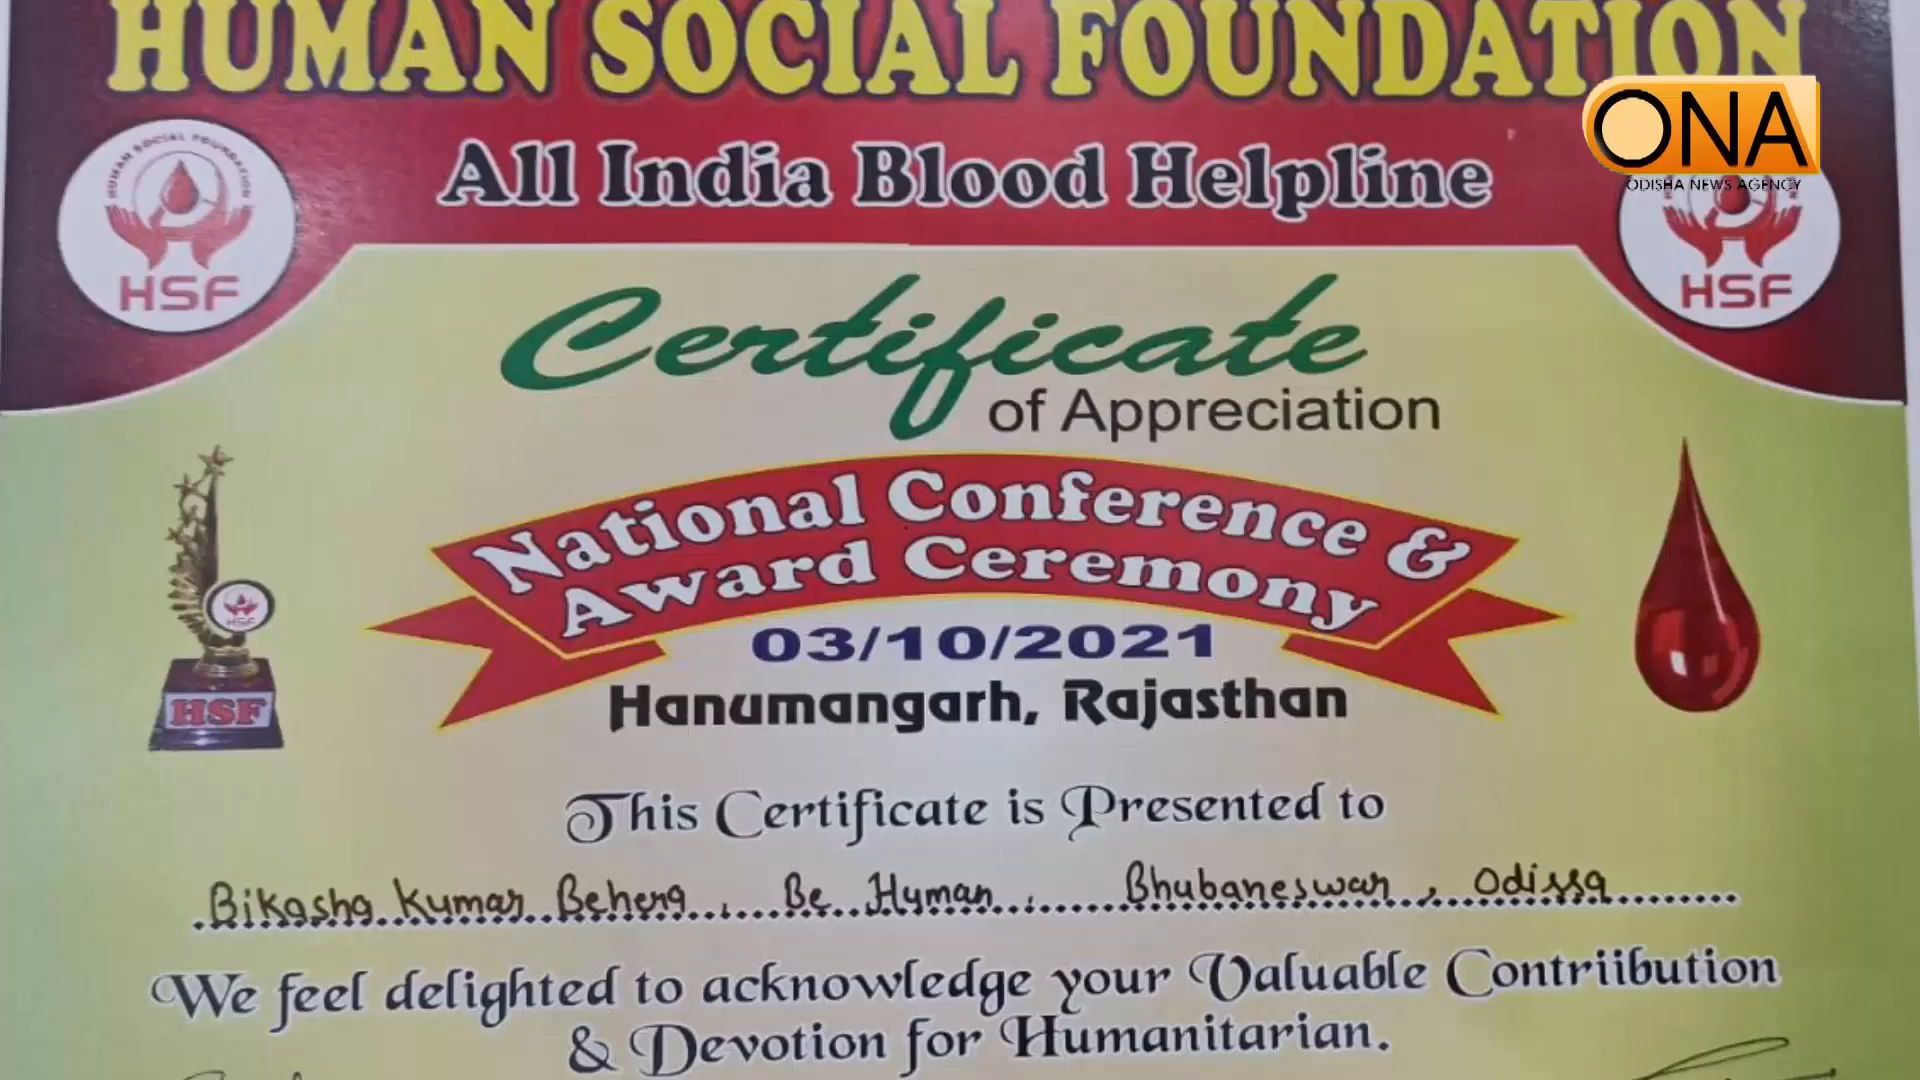 HUMAN SOCIAL FOUNDATION
ONA
ODISHA NEWS AGENCY
All India Blood Helpline
HUMAN SOCIAL FOUNDATION
HSF
HSF
Certificate
of Appreciation
National Conference &
Award Ceremony
HSF
03/10/2021
HSF
Hanumangarh, Rajasthan
This Certificate is Presented to
Bikasha Kumar Behera, Be Human, Bhubaneswar, Odissa
We feel delighted to acknowledge your Valuable Contriibution
& Devotion for Humanitarian.